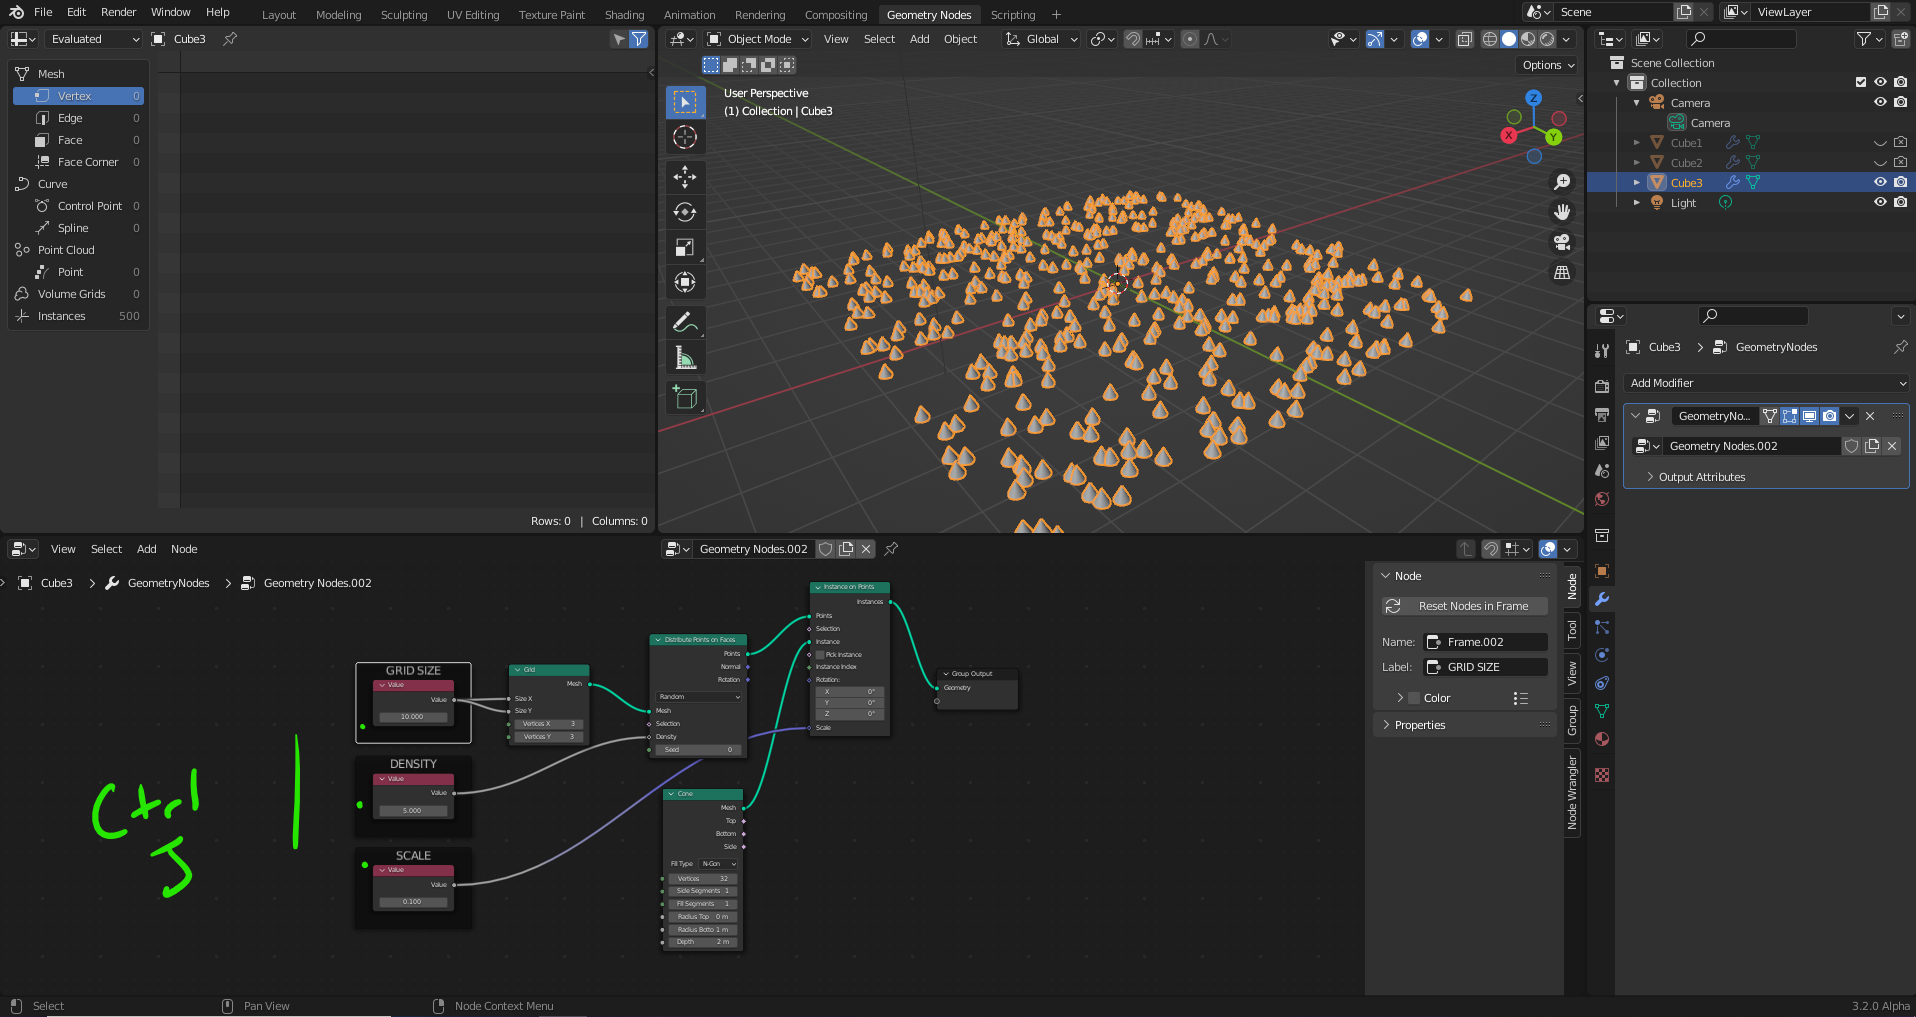 File Edit Render Window Help Layout Modeling Sculpting UV Editing Texture Paint Shading Animation Rendering Compositing Geometry Nodes Scripting + Scene ViewLayer
Evaluated Cube3
Mesh
Vertex 0
Edge 0
Face 0
Face Corner 0
Curve
Control Point 0
Spline 0
Point Cloud
Point 0
Volume Grids 0
Instances 500
Rows: 0 | Columns: 0
Object Mode View Select Add Object Global
Options
User Perspective
(1) Collection | Cube3
Z
X
Y
Scene Collection
Collection
Camera
Camera
Cube1
Cube2
Cube3
Light
Cube3 > GeometryNodes
Add Modifier
GeometryNo...
Geometry Nodes.002
Output Attributes
View Select Add Node Geometry Nodes.002
Cube3 > GeometryNodes > Geometry Nodes.002
GRID SIZE
Value
Value
10.000
DENSITY
Value
Value
5.000
SCALE
Value
Value
0.100
Grid
Mesh
Size X
Size Y
Vertices X 3
Vertices Y 3
Distribute Points on Faces
Points
Normal
Rotation
Random
Mesh
Selection
Density
Seed 0
Cone
Mesh
Top
Bottom
Side
Fill Type N-Gon
Vertices 32
Side Segments 1
Fill Segments 1
Radius Top 0 m
Radius Botto 1 m
Depth 2 m
Instance on Points
Instances
Points
Selection
Instance
Pick Instance
Instance Index
Rotation:
X 0°
Y 0°
Z 0°
Scale
Group Output
Geometry
Ctrl
J
Node
Reset Nodes in Frame
Name: Frame.002
Label: GRID SIZE
Color
Properties
Node
Tool
View
Group
Node Wrangler
Select Pan View Node Context Menu 3.2.0 Alpha